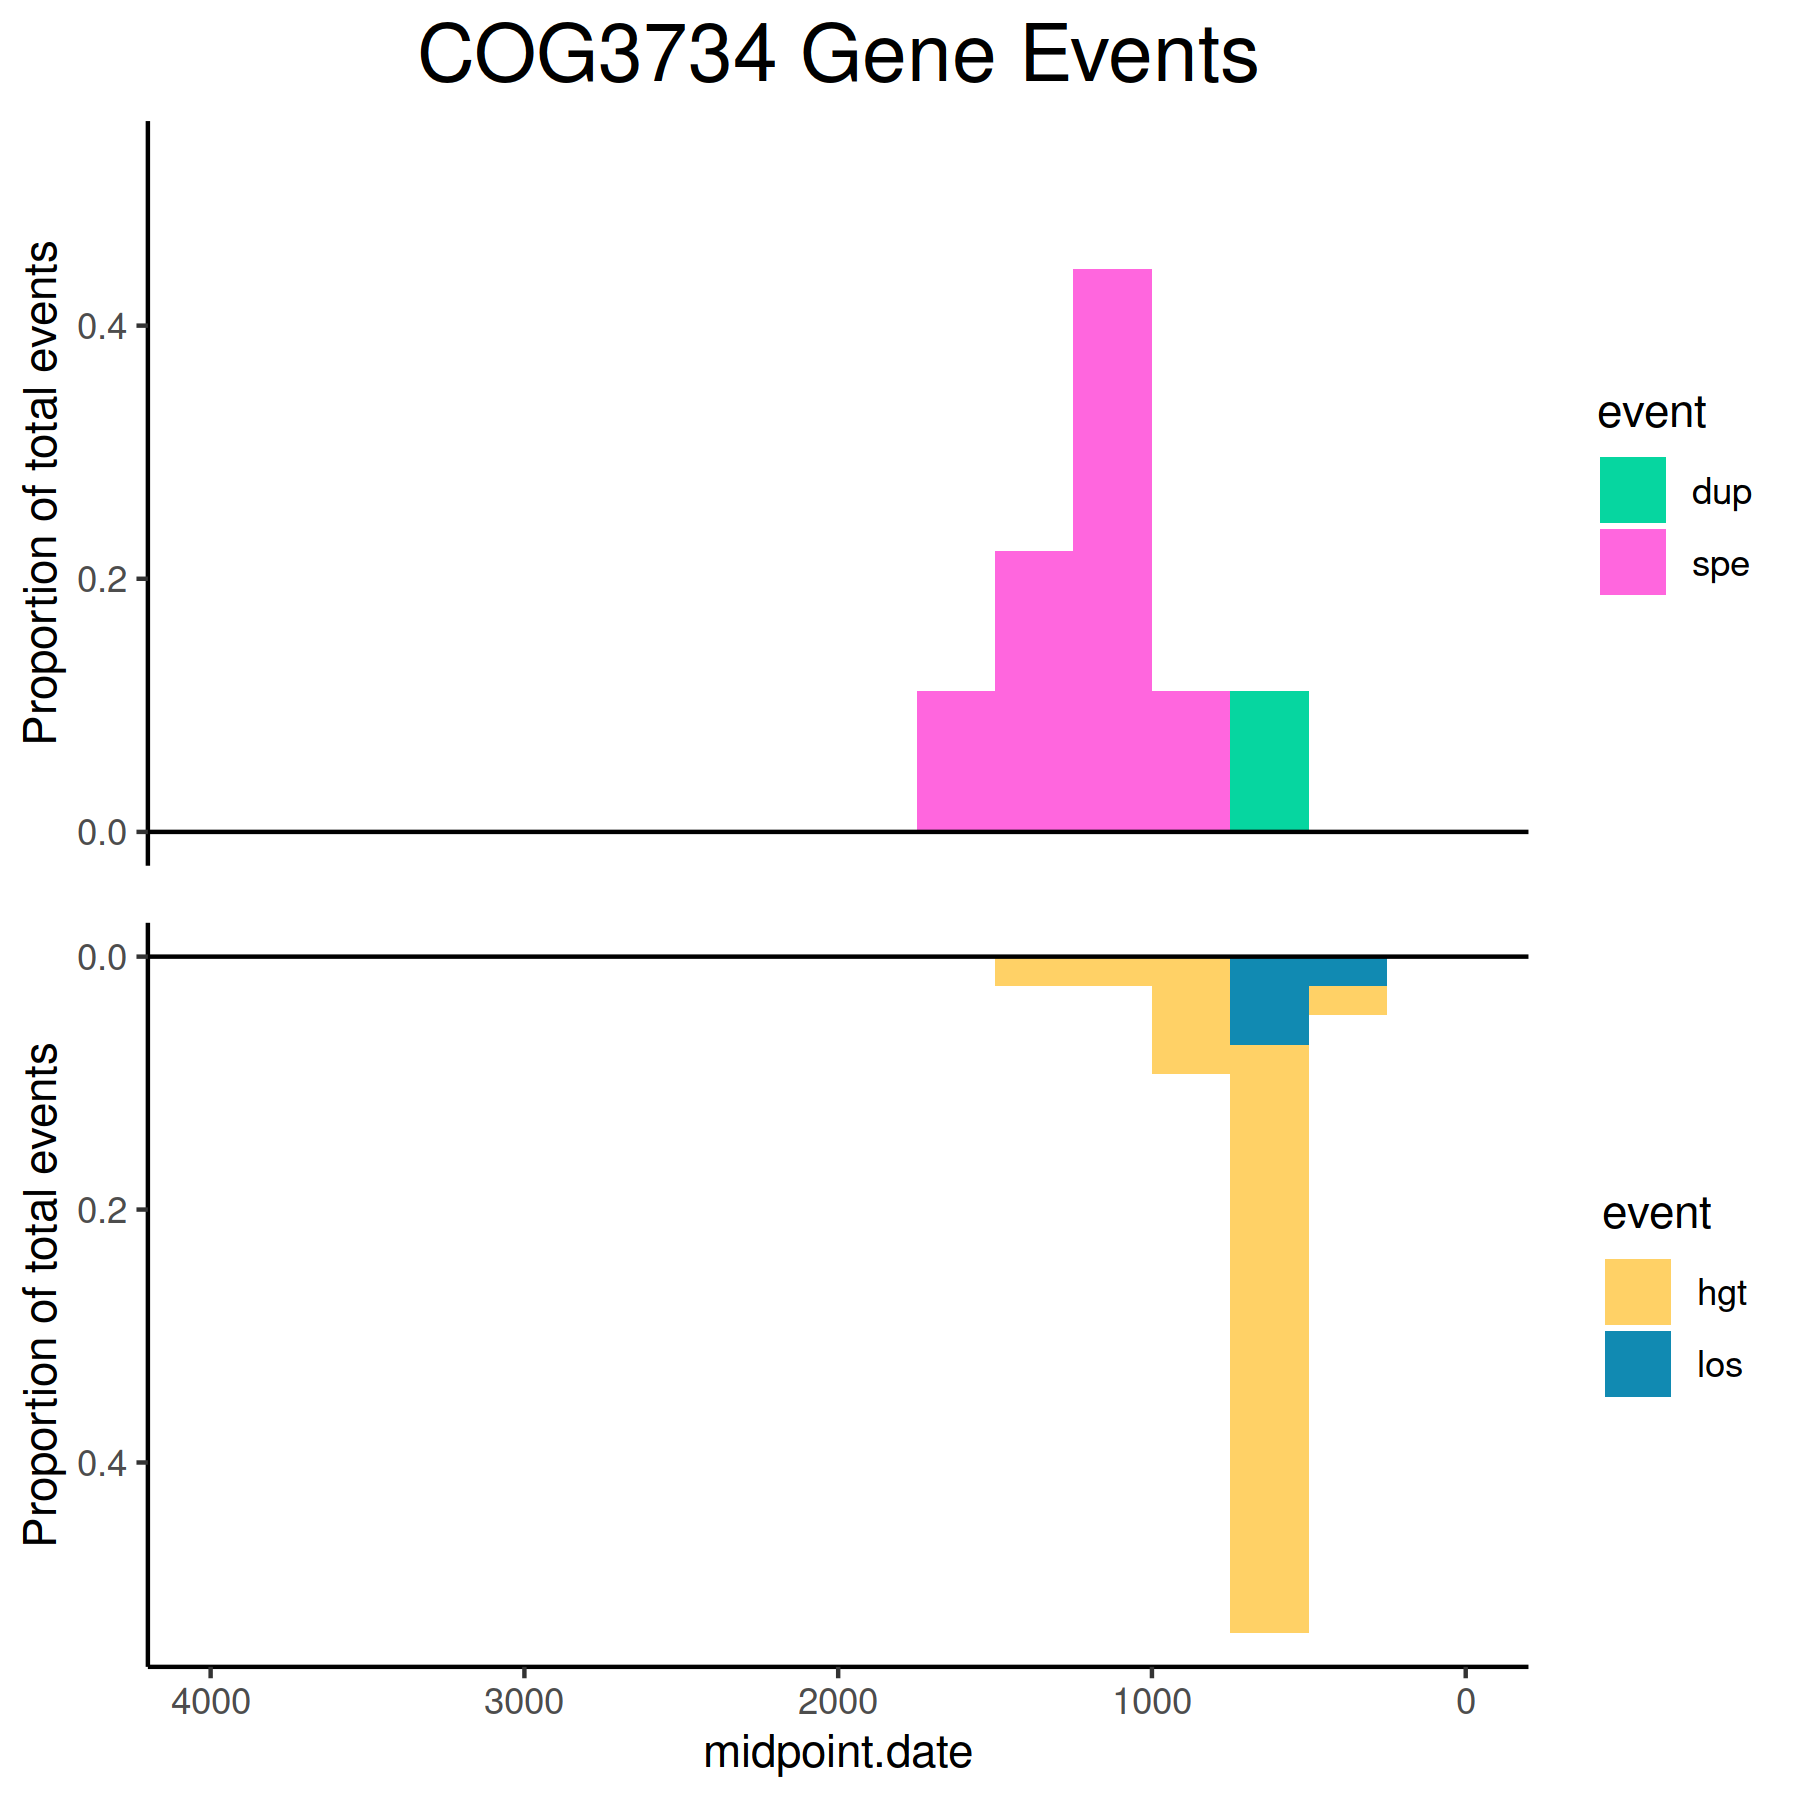 COG3734 Gene Events
Proportion of total events
0.4
0.2
0.0
event
dup
spe
Proportion of total events
0.0
0.2
0.4
event
hgt
los
4000 3000 2000 1000 0
midpoint.date